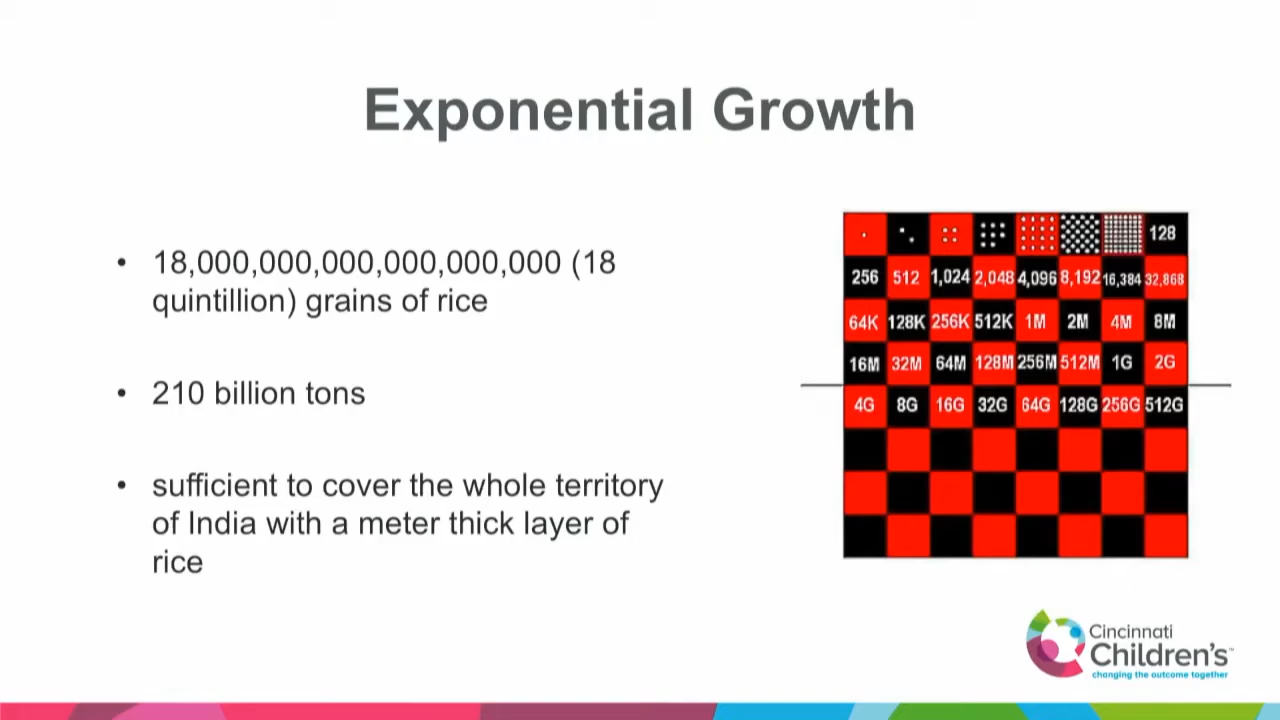 Exponential Growth
• 18,000,000,000,000,000,000 (18
quintillion) grains of rice
• 210 billion tons
• sufficient to cover the whole territory
of India with a meter thick layer of
rice
128
256 512 1,024 2,048 4,096 8,192 16,384 32,868
64K 128K 256K 512K 1M 2M 4M 8M
16M 32M 64M 128M 256M 512M 1G 2G
4G 8G 16G 32G 64G 128G 256G 512G
Cincinnati
Children's™
changing the outcome together